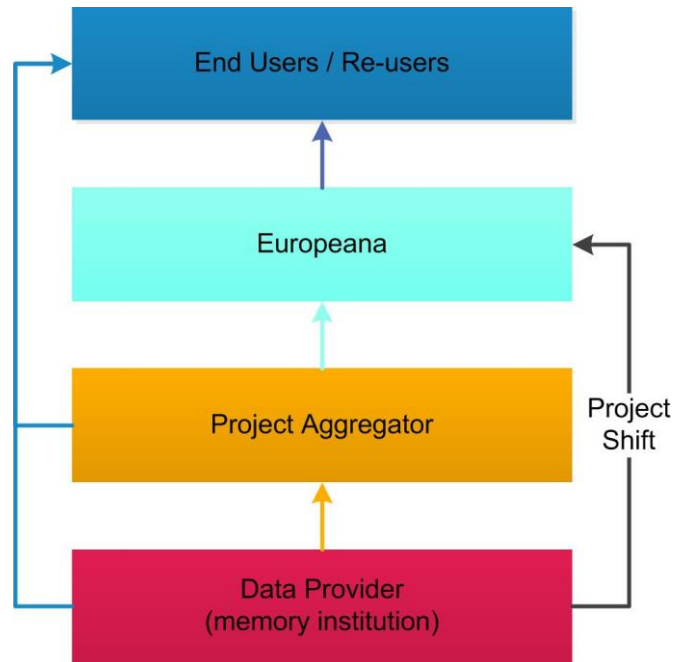 End Users / Re-users
Europeana
Project Aggregator
Project
Shift
Data Provider
(memory institution)